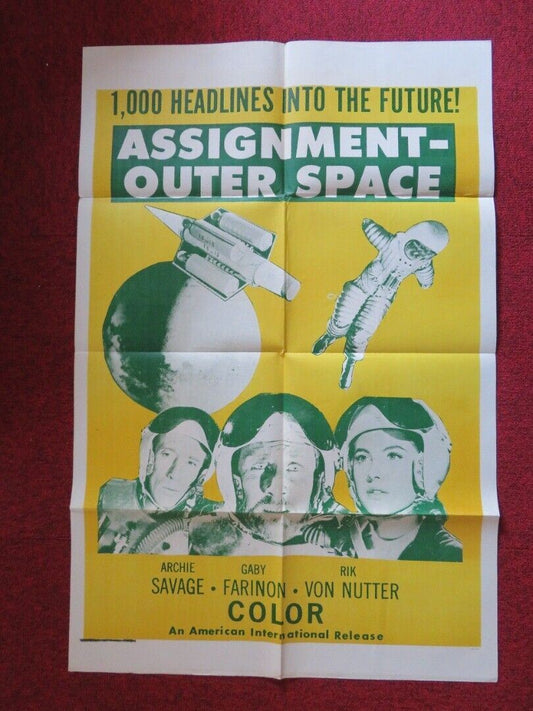 1,000 HEADLINES INTO THE FUTURE!
ASSIGNMENT-
OUTER SPACE
ARCHIE GABY RIK
SAVAGE • FARINON • VON NUTTER
COLOR
An American International Release